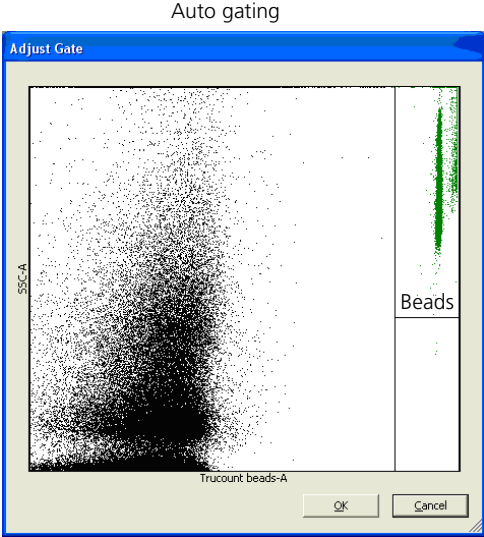 Auto gating
Adjust Gate
SSC-A
Beads
Trucount beads-A
OK
Cancel